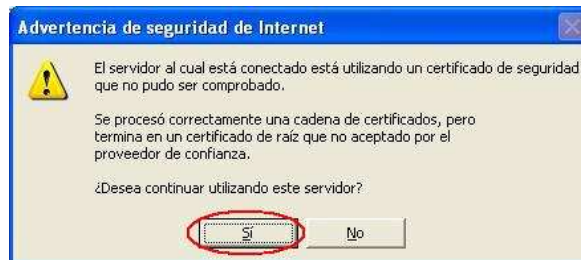 Advertencia de seguridad de Internet
El servidor al cual está conectado está utilizando un certificado de seguridad
que no pudo ser comprobado.
Se procesó correctamente una cadena de certificados, pero
termina en un certificado de raíz que no aceptado por el
proveedor de confianza.
¿Desea continuar utilizando este servidor?
Sí No